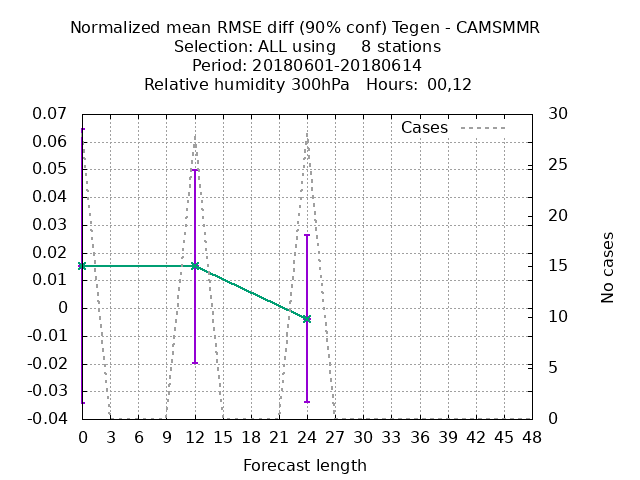 Normalized mean RMSE diff (90% conf) Tegen - CAMSMMR
Selection: ALL using 8 stations
Period: 20180601-20180614
Relative humidity 300hPa Hours: 00,12
Cases
0.07
0.06
0.05
0.04
0.03
0.02
0.01
0
-0.01
-0.02
-0.03
-0.04
30
25
20
15
10
5
0
No cases
0 3 6 9 12 15 18 21 24 27 30 33 36 39 42 45 48
Forecast length